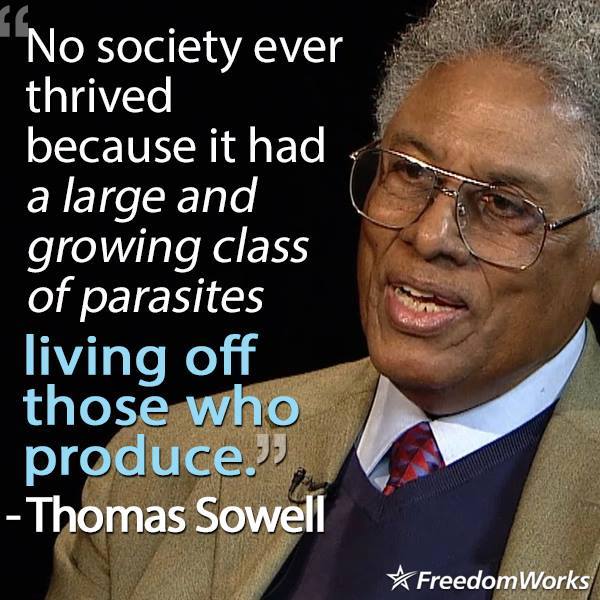 “No society ever
thrived
because it had
a large and
growing class
of parasites
living off
those who
produce.”
- Thomas Sowell
FreedomWorks